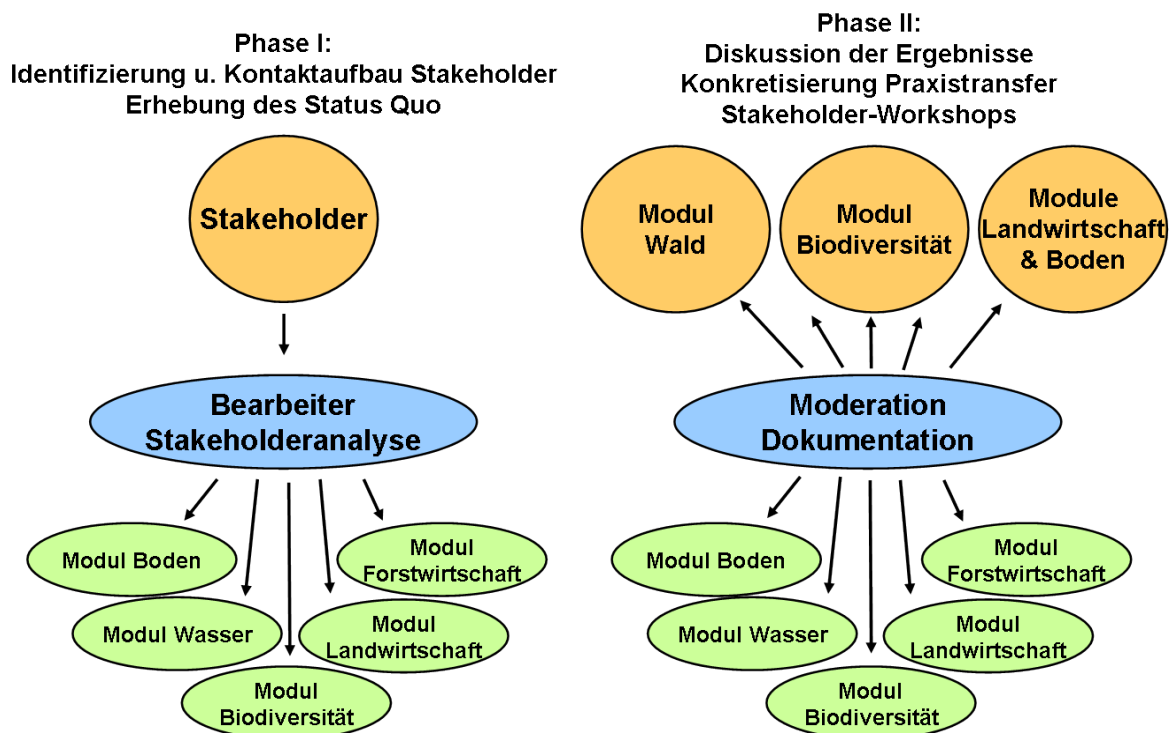 Phase I:
Identifizierung u. Kontaktaufbau Stakeholder
Erhebung des Status Quo
Stakeholder
Bearbeiter
Stakeholderanalyse
Modul Boden
Modul
Forstwirtschaft
Modul Wasser
Modul
Landwirtschaft
Modul
Biodiversität
Phase II:
Diskussion der Ergebnisse
Konkretisierung Praxistransfer
Stakeholder-Workshops
Modul
Wald
Modul
Biodiversität
Module
Landwirtschaft
& Boden
Moderation
Dokumentation
Modul Boden
Modul
Forstwirtschaft
Modul Wasser
Modul
Landwirtschaft
Modul
Biodiversität